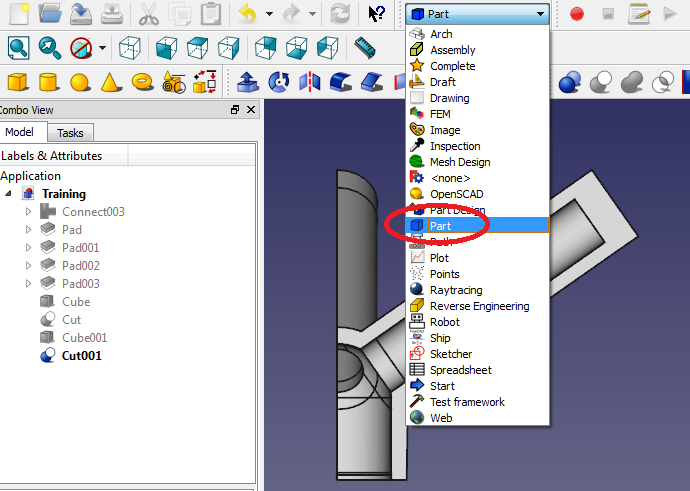 Part
Combo View
Model
Tasks
Labels & Attributes
Application
Training
Connect003
Pad
Pad001
Pad002
Pad003
Cube
Cut
Cube001
Cut001
Arch
Assembly
Complete
Draft
Drawing
FEM
Image
Inspection
Mesh Design
<none>
OpenSCAD
Part Design
Part
Path
Plot
Points
Raytracing
Reverse Engineering
Robot
Ship
Sketcher
Spreadsheet
Start
Test framework
Web